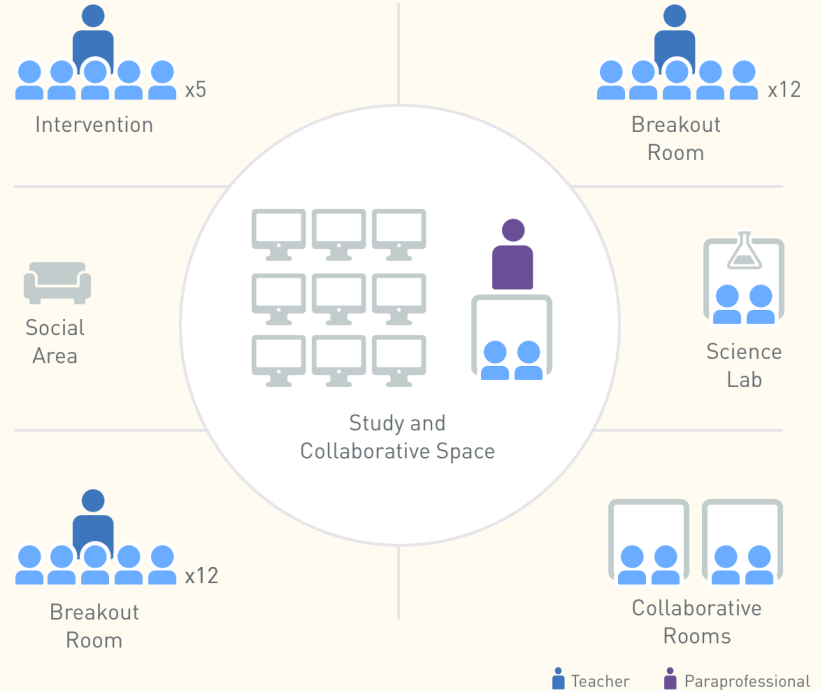 x5
Intervention
x12
Breakout
Room
Social
Area
Science
Lab
Study and
Collaborative Space
x12
Breakout
Room
Collaborative
Rooms
Teacher
Paraprofessional